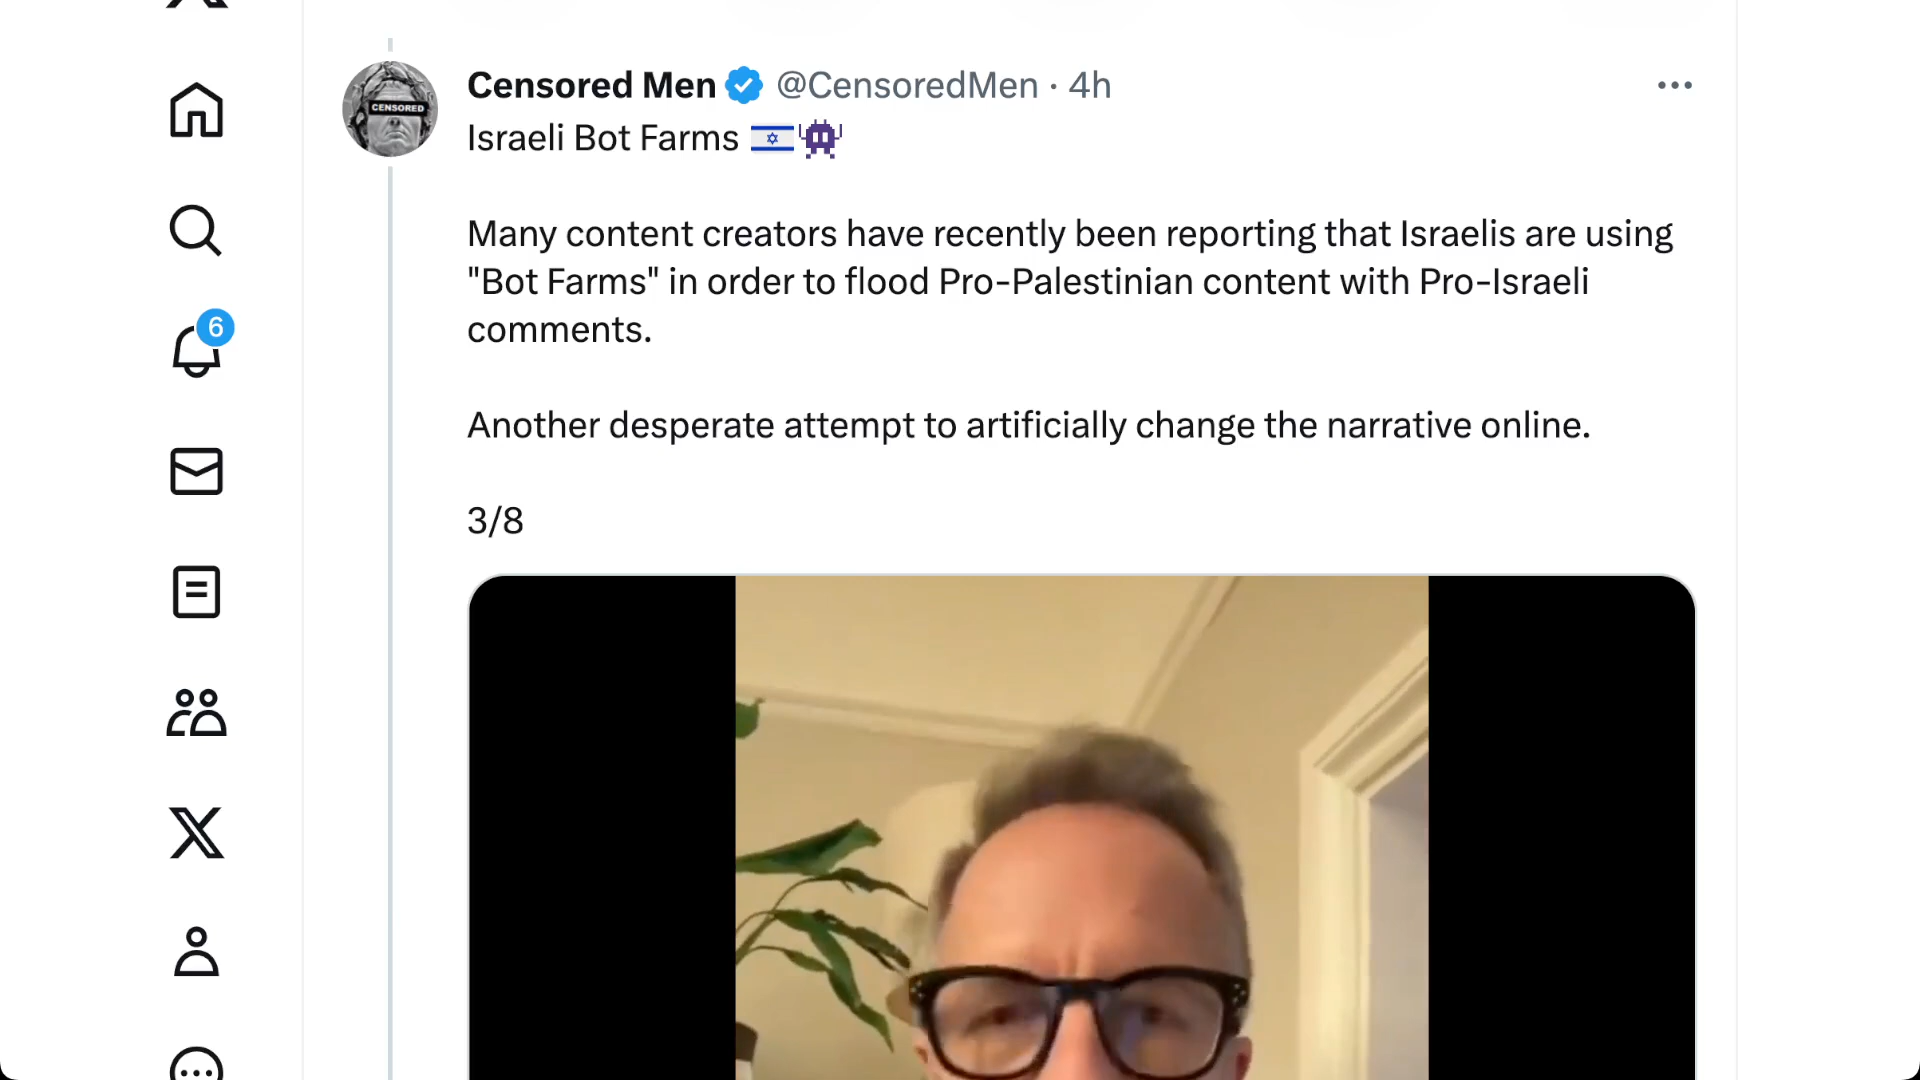 Censored Men @CensoredMen · 4h
CENSORED
Israeli Bot Farms 🇮🇱👾
Many content creators have recently been reporting that Israelis are using
"Bot Farms" in order to flood Pro-Palestinian content with Pro-Israeli
comments.
Another desperate attempt to artificially change the narrative online.
3/8
6